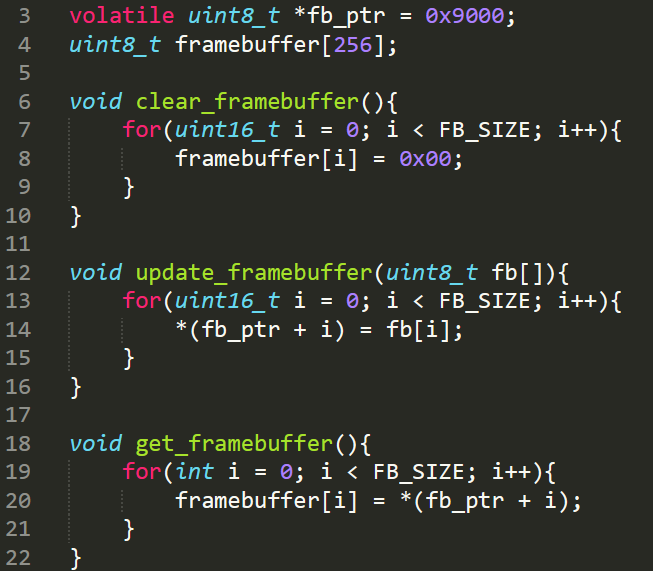 3 volatile uint8_t *fb_ptr = 0x9000;
4 uint8_t framebuffer[256];
5
6 void clear_framebuffer(){
7     for(uint16_t i = 0; i < FB_SIZE; i++){
8         framebuffer[i] = 0x00;
9     }
10 }
11
12 void update_framebuffer(uint8_t fb[]){
13     for(uint16_t i = 0; i < FB_SIZE; i++){
14         *(fb_ptr + i) = fb[i];
15     }
16 }
17
18 void get_framebuffer(){
19     for(int i = 0; i < FB_SIZE; i++){
20         framebuffer[i] = *(fb_ptr + i);
21     }
22 }